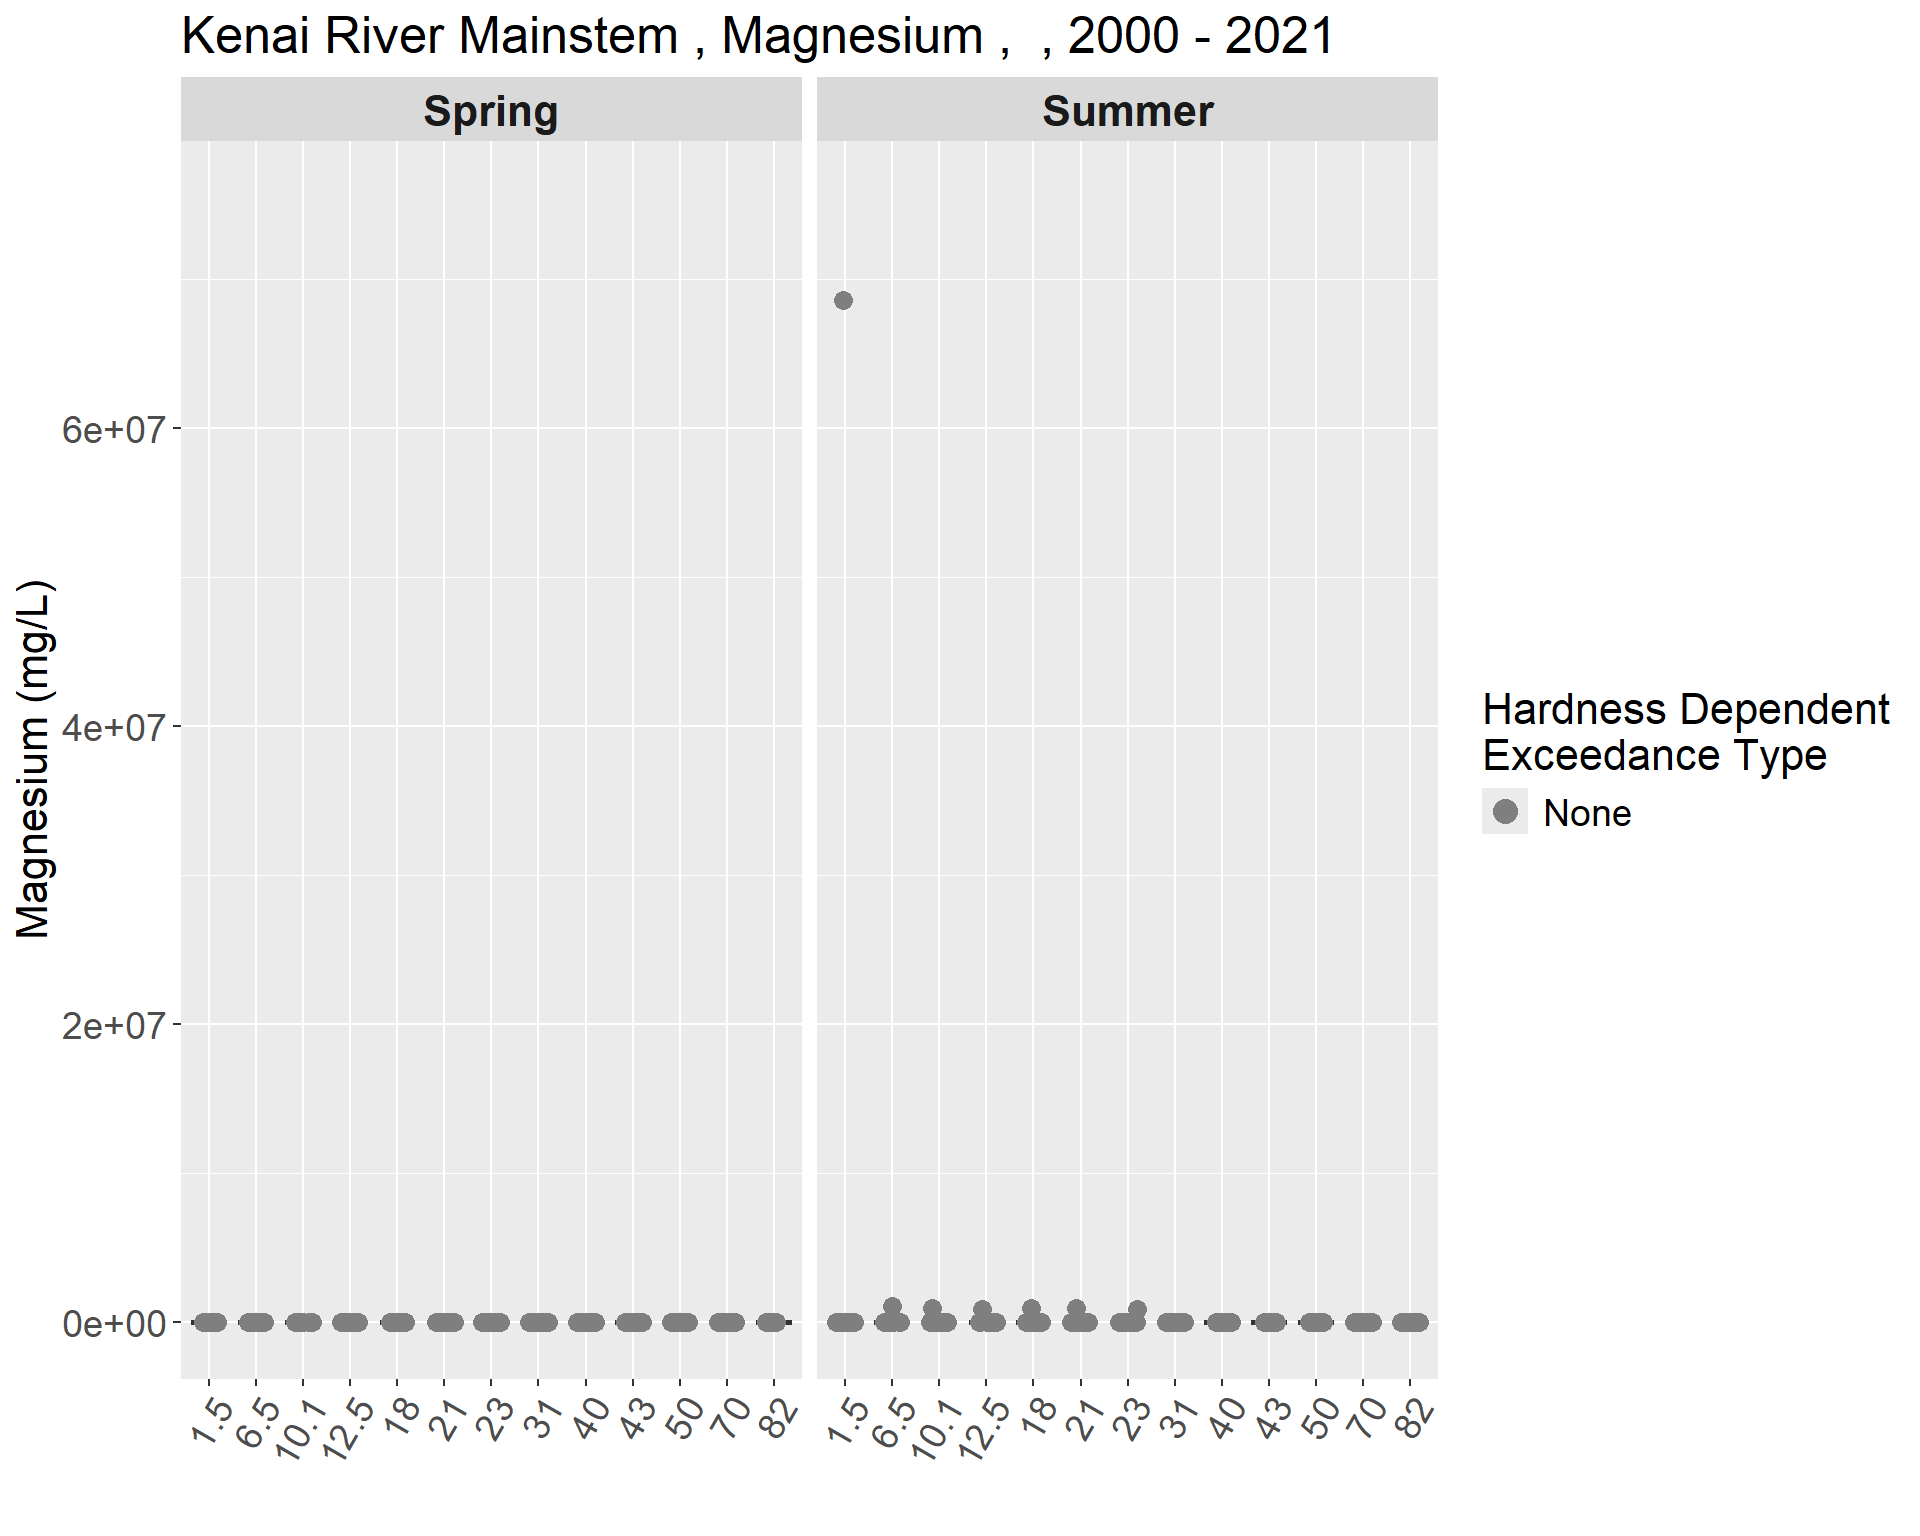 Kenai River Mainstem , Magnesium ,  , 2000 - 2021
Spring
Summer
Magnesium (mg/L)
6e+07
4e+07
2e+07
0e+00
1.5 6.5 10.1 12.5 18 21 23 31 40 43 50 70 82
1.5 6.5 10.1 12.5 18 21 23 31 40 43 50 70 82
Hardness Dependent
Exceedance Type
None